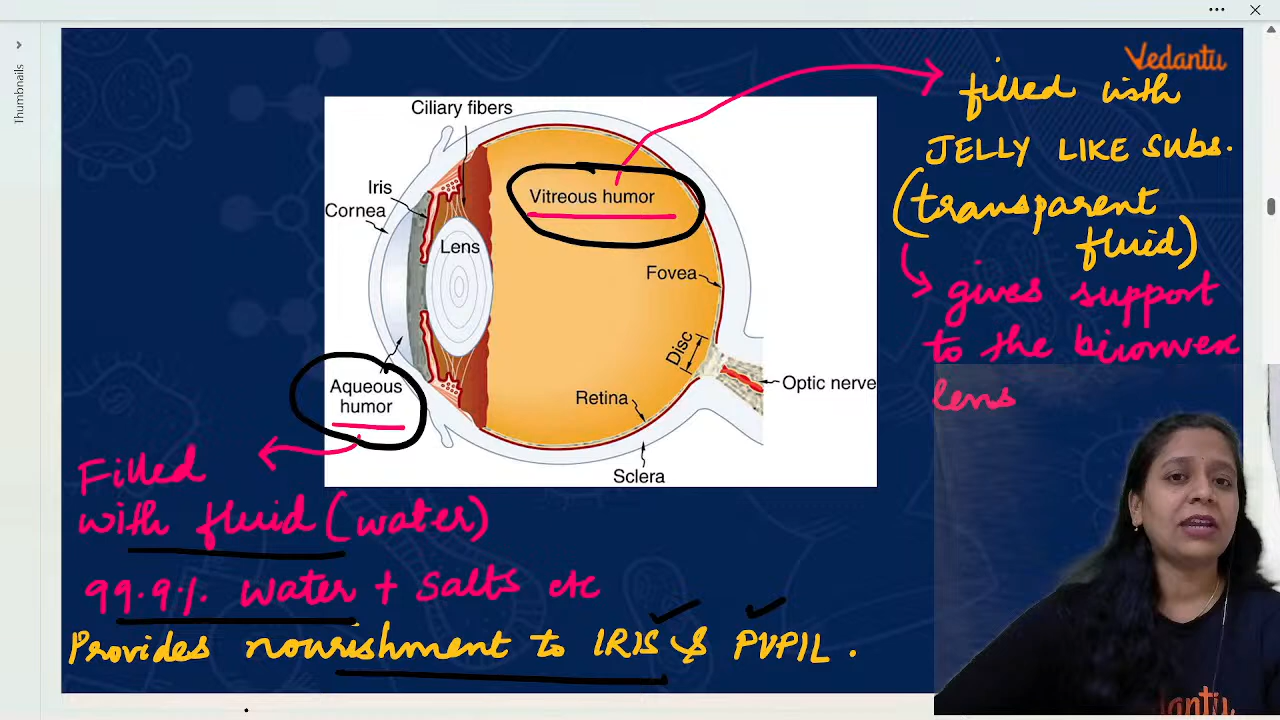 Thumbnails
Vedantu
Ciliary fibers
Iris
Cornea
Lens
Vitreous humor
Fovea
Disc
Optic nerve
Retina
Sclera
Aqueous
humor
filled with
JELLY LIKE SUBS.
(transparent
fluid)
gives support
to the biconvex
lens
Filled
with fluid (water)
99.9% Water + Salts etc
Provides nourishment to IRIS & PUPIL.